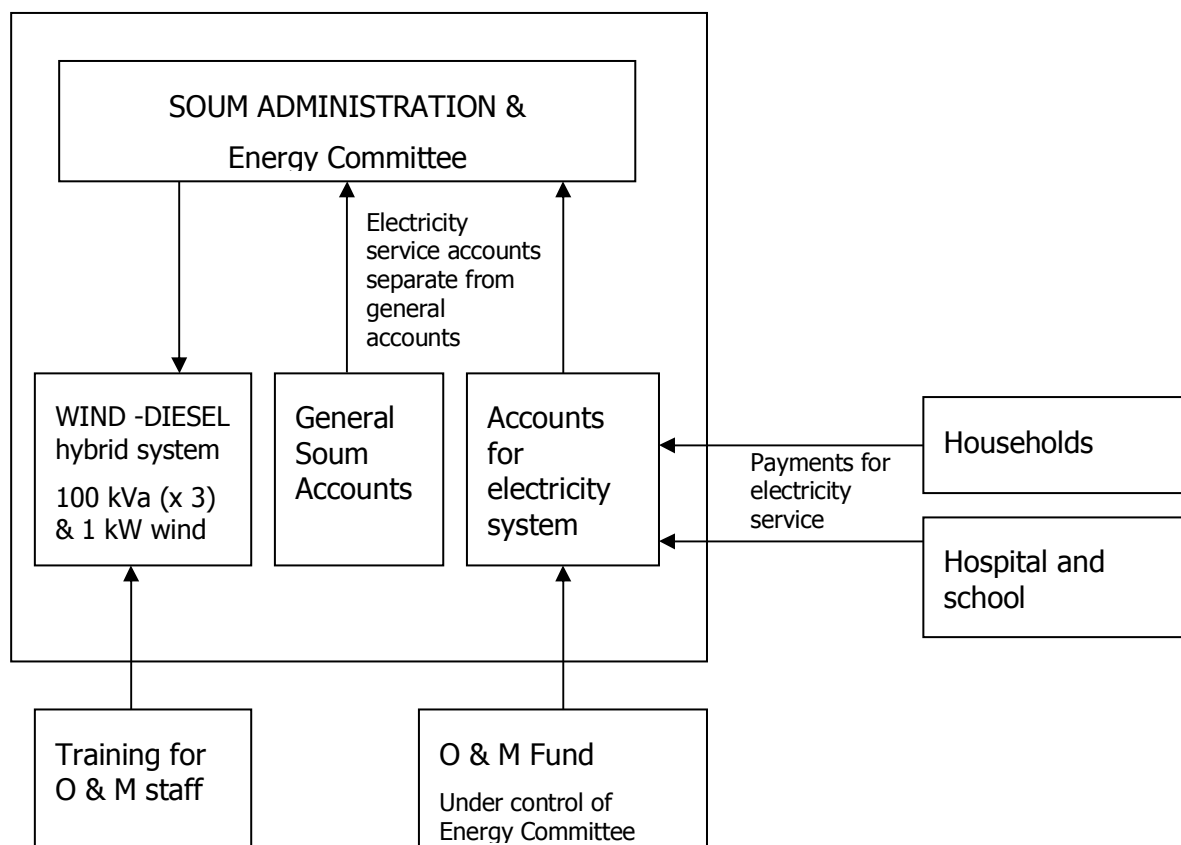 SOUM ADMINISTRATION &
Energy Committee
Electricity
service accounts
separate from
general
accounts
WIND -DIESEL
hybrid system
100 kVa (x 3)
& 1 kW wind
General
Soum
Accounts
Accounts
for
electricity
system
Payments for
electricity
service
Households
Hospital and
school
Training for
O & M staff
O & M Fund
Under control of
Energy Committee